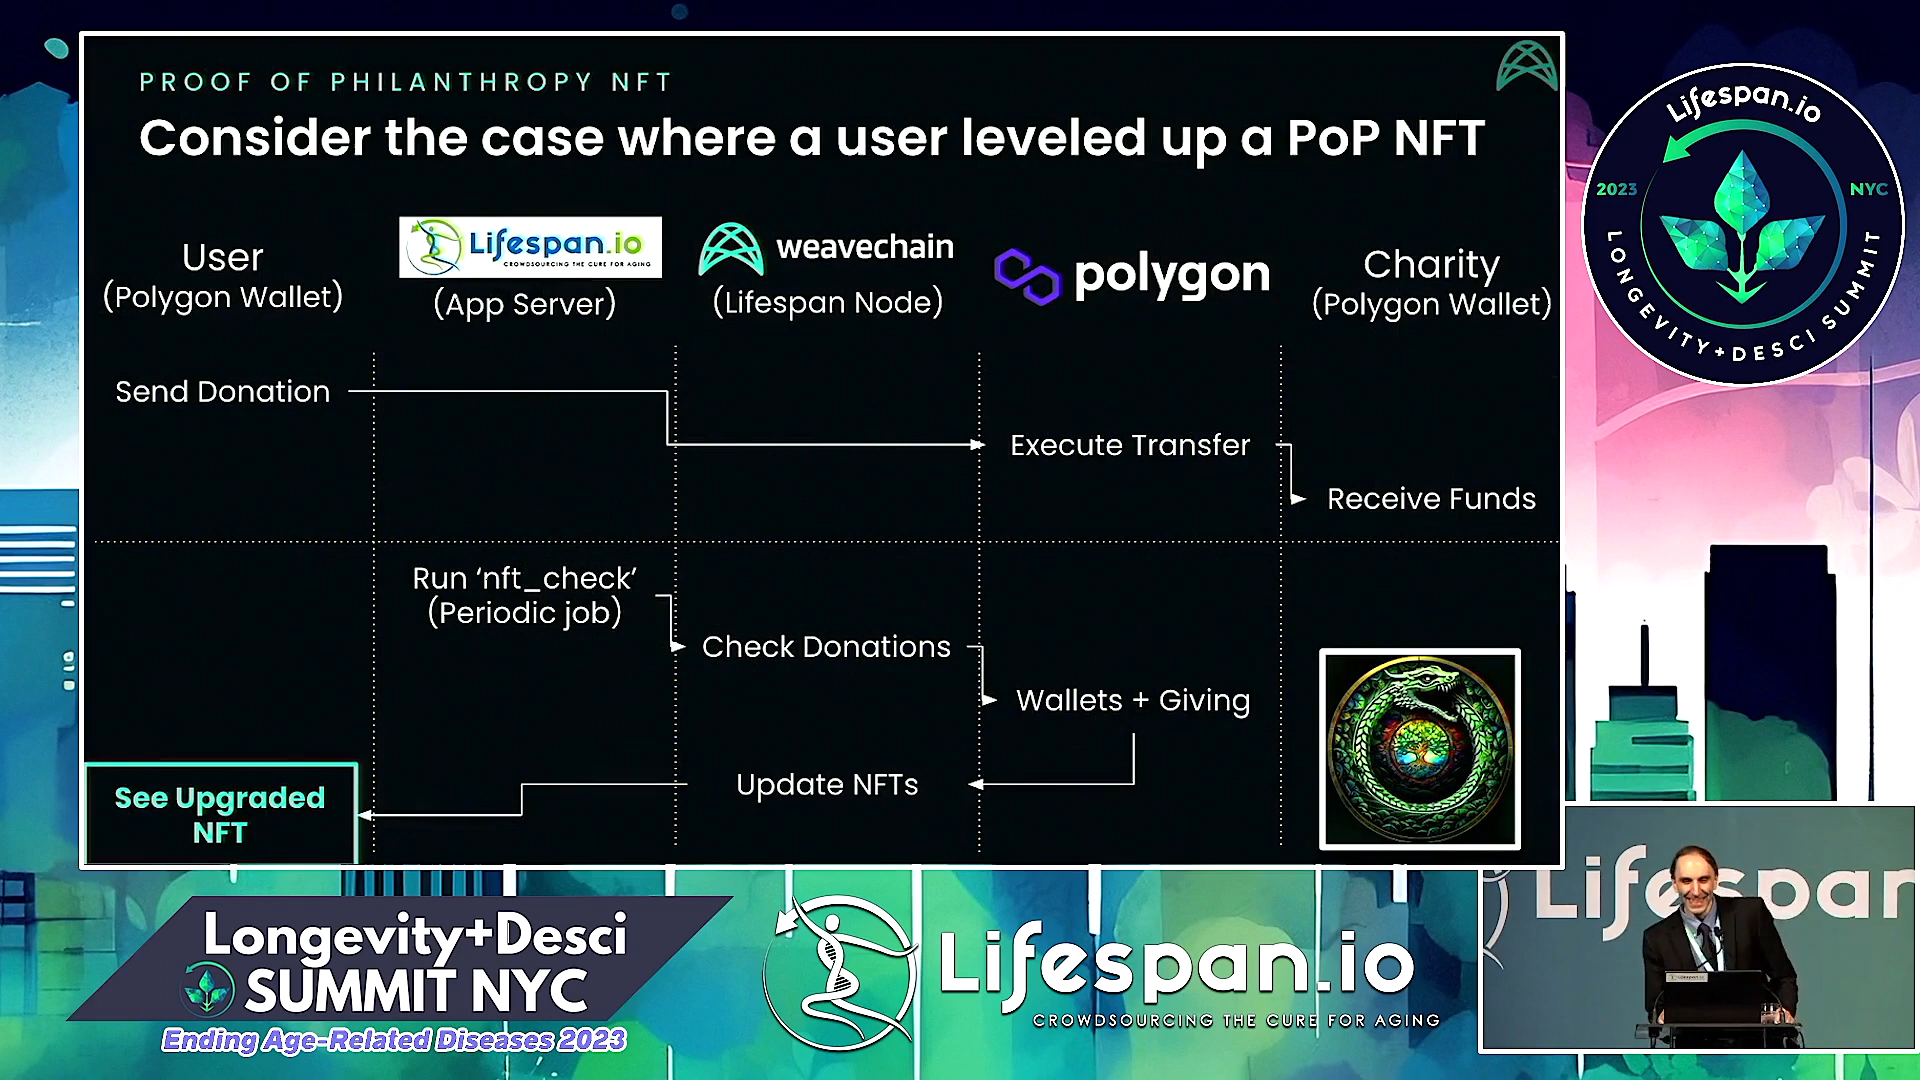 PROOF OF PHILANTHROPY NFT
Consider the case where a user leveled up a PoP NFT
User
(Polygon Wallet)
Lifespan.io
CROWDSOURCING THE CURE FOR AGING
(App Server)
weavechain
(Lifespan Node)
polygon
Charity
(Polygon Wallet)
Send Donation
Execute Transfer
Receive Funds
Run ‘nft_check’
(Periodic job)
Check Donations
Wallets + Giving
Update NFTs
See Upgraded
NFT
Lifespan.io
2023
NYC
LONGEVITY+DESCI SUMMIT
Longevity+Desci
SUMMIT NYC
Ending Age-Related Diseases 2023
Lifespan.io
CROWDSOURCING THE CURE FOR AGING
Lifespan